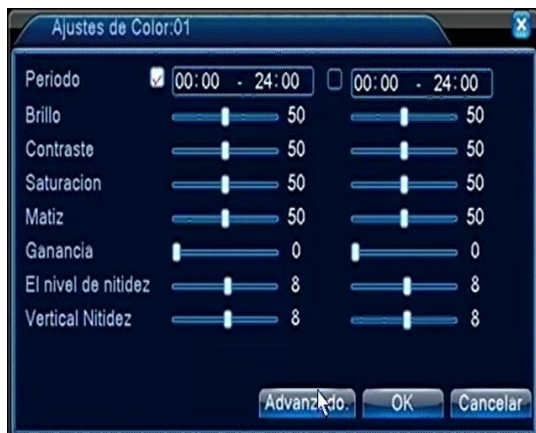 Ajustes de Color:01
Periodo 00:00 - 24:00 00:00 - 24:00
Brillo 50 50
Contraste 50 50
Saturacion 50 50
Matiz 50 50
Ganancia 0 0
El nivel de nitidez 8 8
Vertical Nitidez 8 8
Advanzado. OK Cancelar